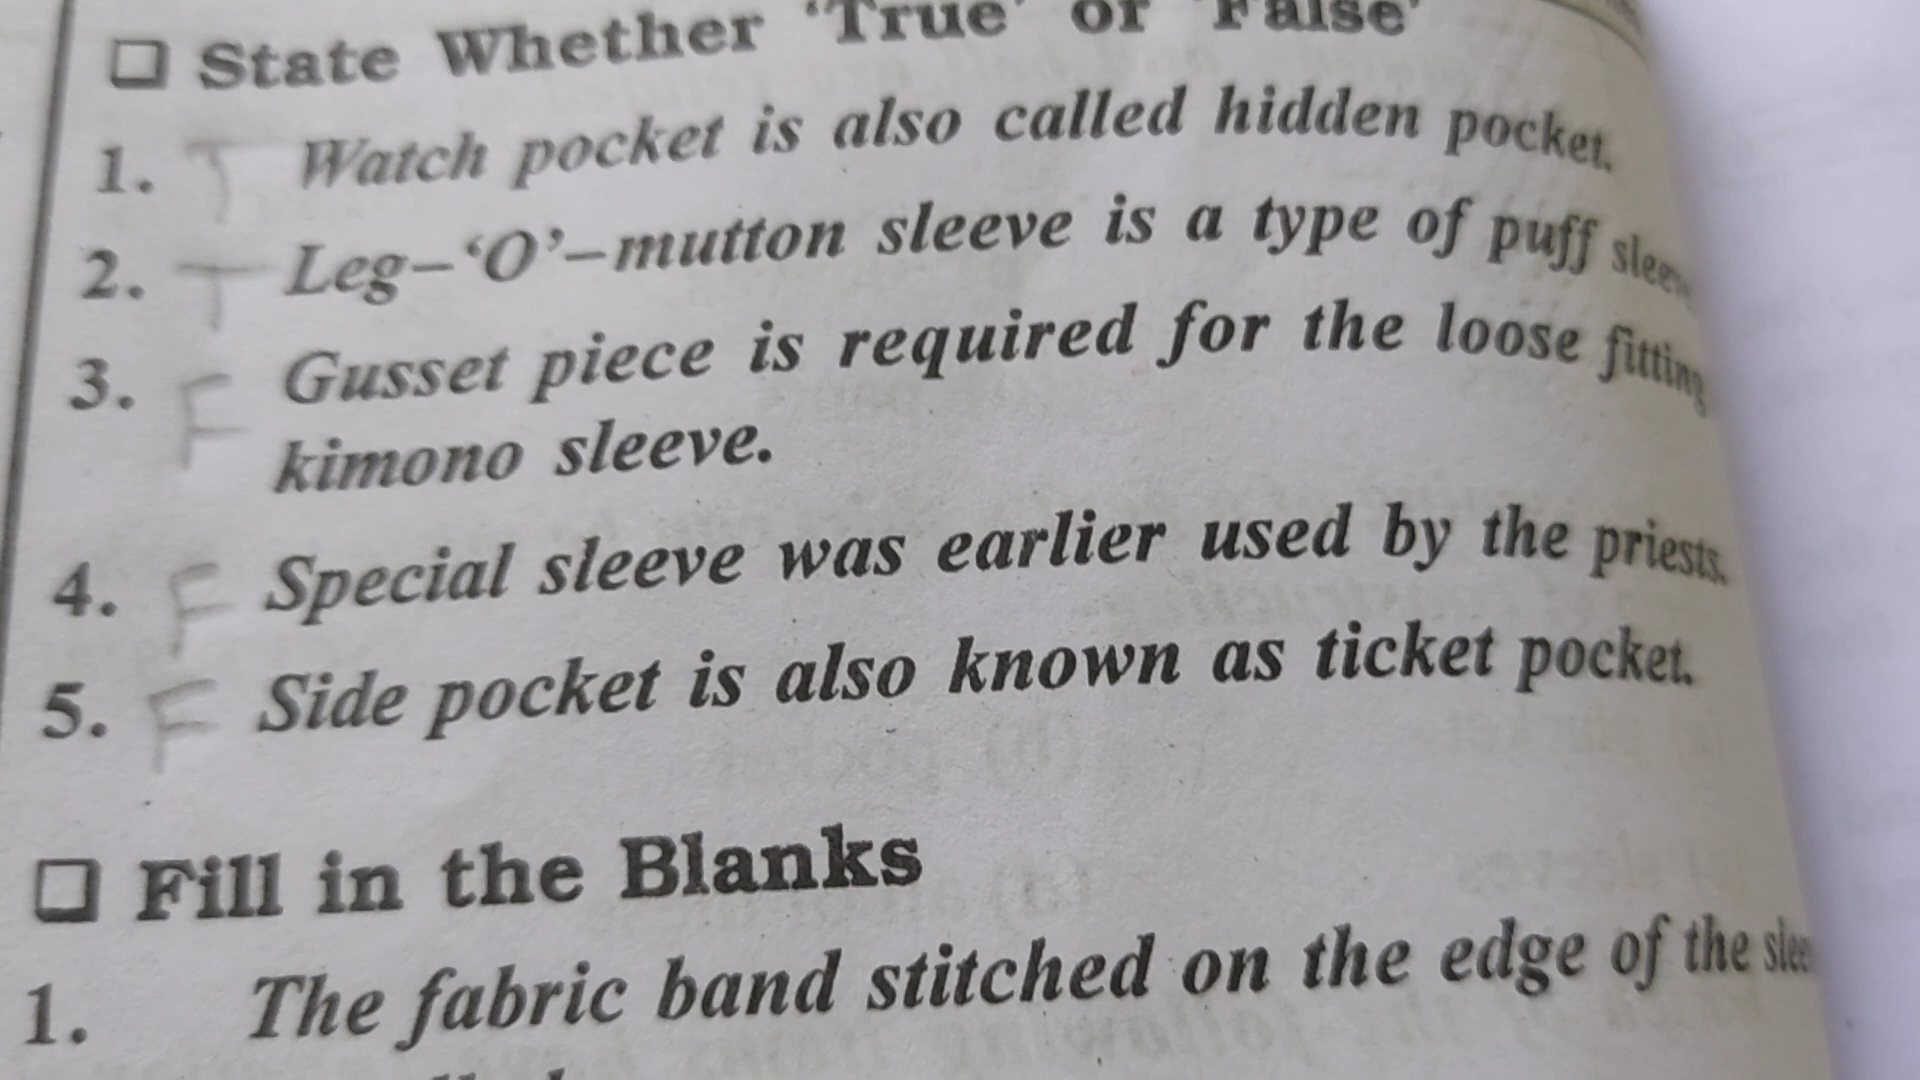 ❑ State Whether 'True' or 'False'
1. T Watch pocket is also called hidden pocket.
2. T Leg–'O'–mutton sleeve is a type of puff
3. F Gusset piece is required for the loose fitting
kimono sleeve.
4. F Special sleeve was earlier used by the priests.
5. F Side pocket is also known as ticket pocket.
❑ Fill in the Blanks
1. The fabric band stitched on the edge of the